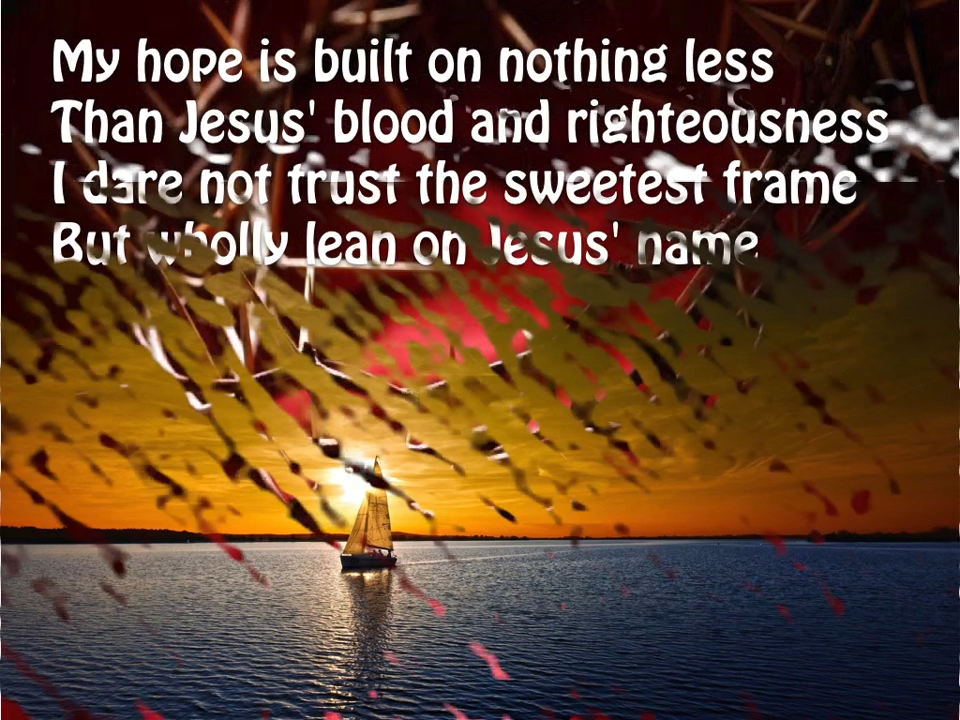 My hope is built on nothing less
Than Jesus' blood and righteousness
I dare not trust the sweetest frame
But wholly lean on Jesus' name